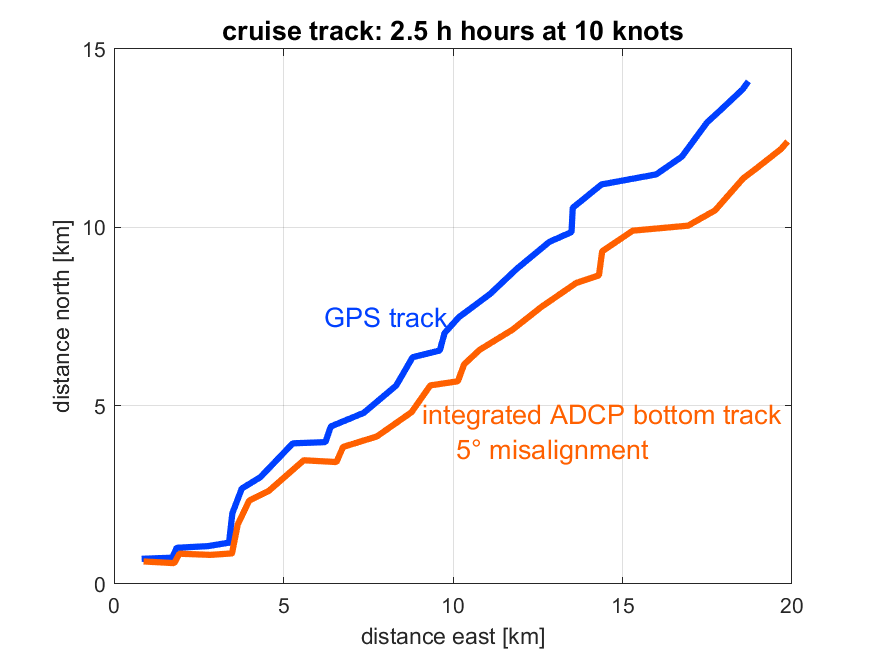 cruise track: 2.5 h hours at 10 knots
15
10
5
0
distance north [km]
GPS track
integrated ADCP bottom track
5° misalignment
0
5
10
15
20
distance east [km]